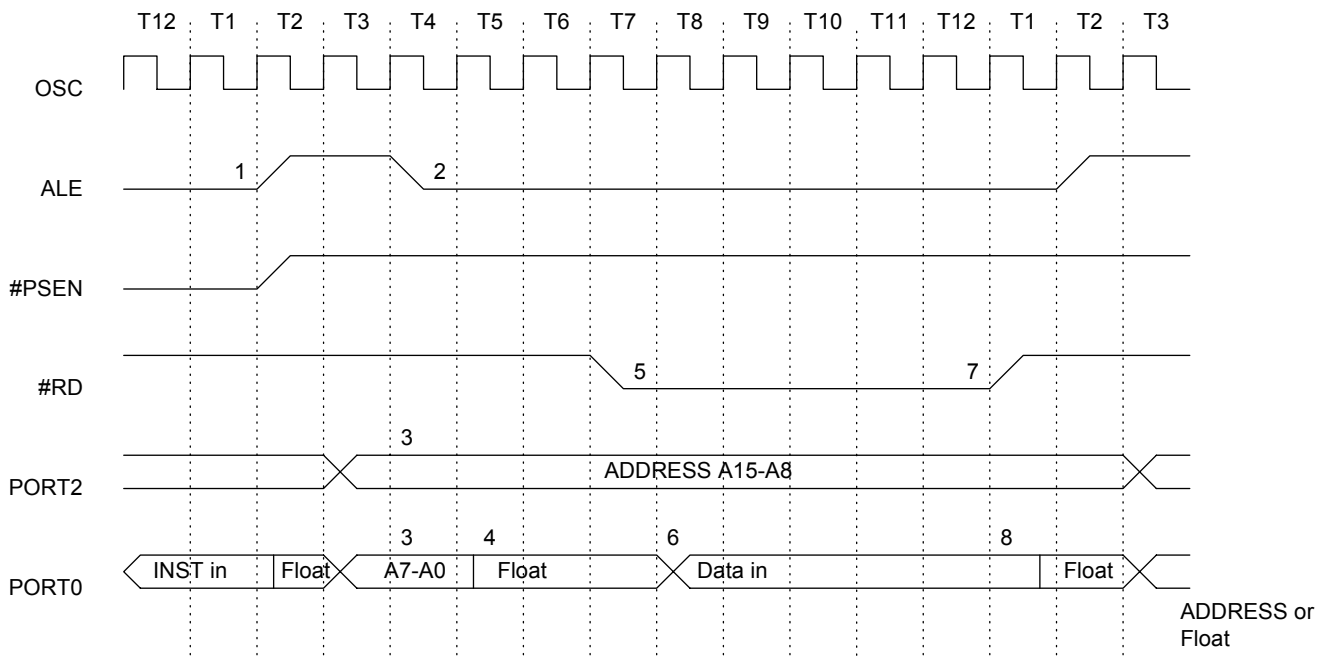 T12 T1 T2 T3 T4 T5 T6 T7 T8 T9 T10 T11 T12 T1 T2 T3
OSC
1 2
ALE
#PSEN
5 7
#RD
3
ADDRESS A15-A8
PORT2
3 4 6 8
INST in Float A7-A0 Float Data in Float
PORT0
ADDRESS or
Float